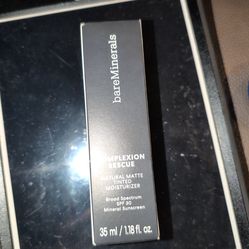 bareMinerals
COMPLEXION
RESCUE
NATURAL MATTE
TINTED
MOISTURIZER
Broad Spectrum
SPF 30
Mineral Sunscreen
35 ml / 1.18 fl. oz.